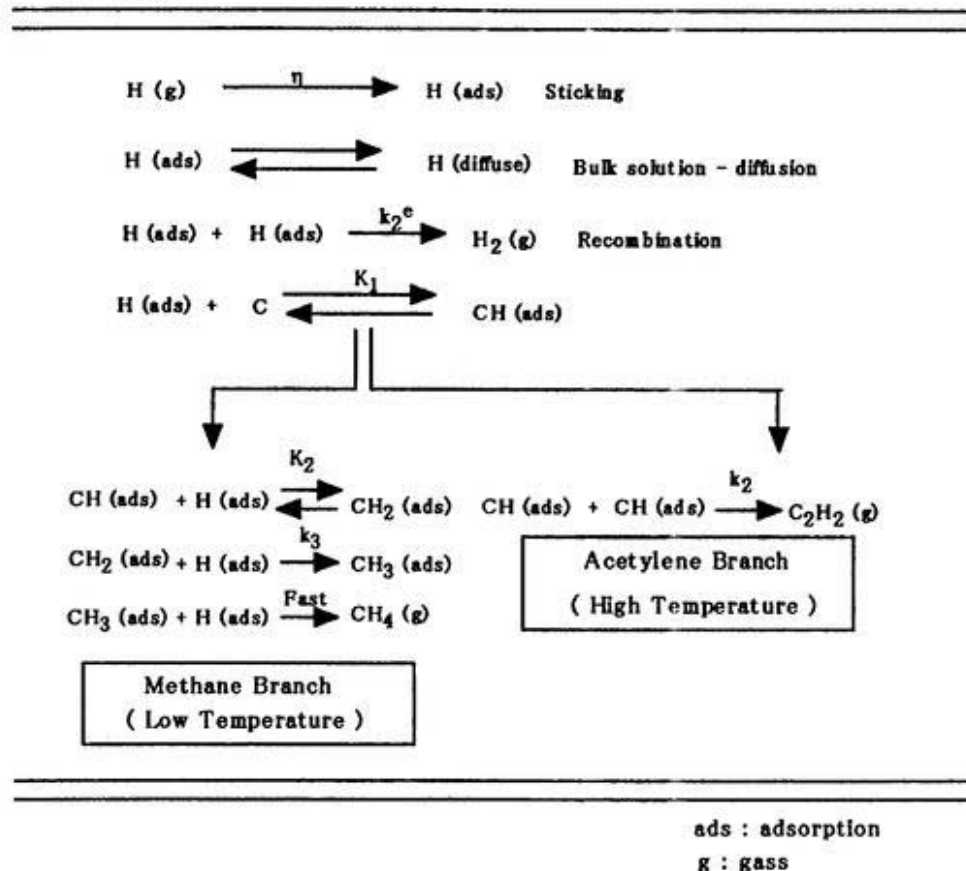 η
H (g) H (ads) Sticking
H (ads) H (diffuse) Bulk solution - diffusion
k₂ᵉ
H (ads) + H (ads) H₂ (g) Recombination
K₁
H (ads) + C CH (ads)
K₂
CH (ads) + H (ads) CH₂ (ads)
k₃
CH₂ (ads) + H (ads) CH₃ (ads)
Fast
CH₃ (ads) + H (ads) CH₄ (g)
Methane Branch
( Low Temperature )
k₂
CH (ads) + CH (ads) C₂H₂ (g)
Acetylene Branch
( High Temperature )
ads : adsorption
g : gass